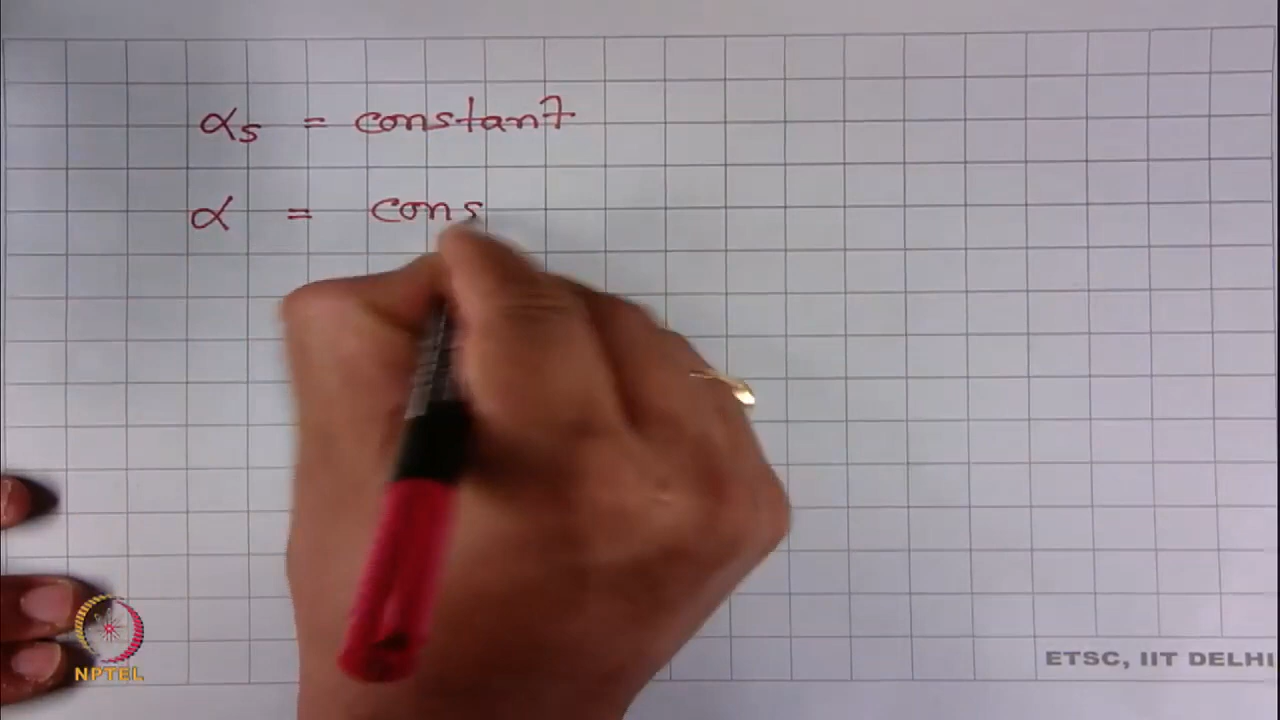 αs = constant
α = cons
NPTEL
ETSC, IIT DELHI